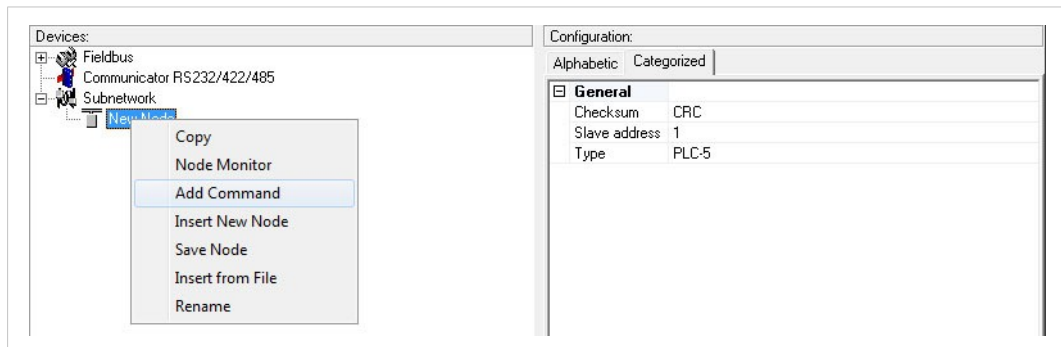 Devices:
Fieldbus
Communicator RS232/422/485
Subnetwork
New Node
Copy
Node Monitor
Add Command
Insert New Node
Save Node
Insert from File
Rename
Configuration:
Alphabetic Categorized
General
Checksum CRC
Slave address 1
Type PLC-5